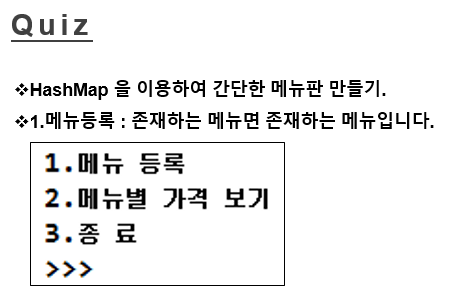 Quiz
❖HashMap 을 이용하여 간단한 메뉴판 만들기.
❖1.메뉴등록 : 존재하는 메뉴면 존재하는 메뉴입니다.
1.메뉴 등록
2.메뉴별 가격 보기
3.종 료
>>>